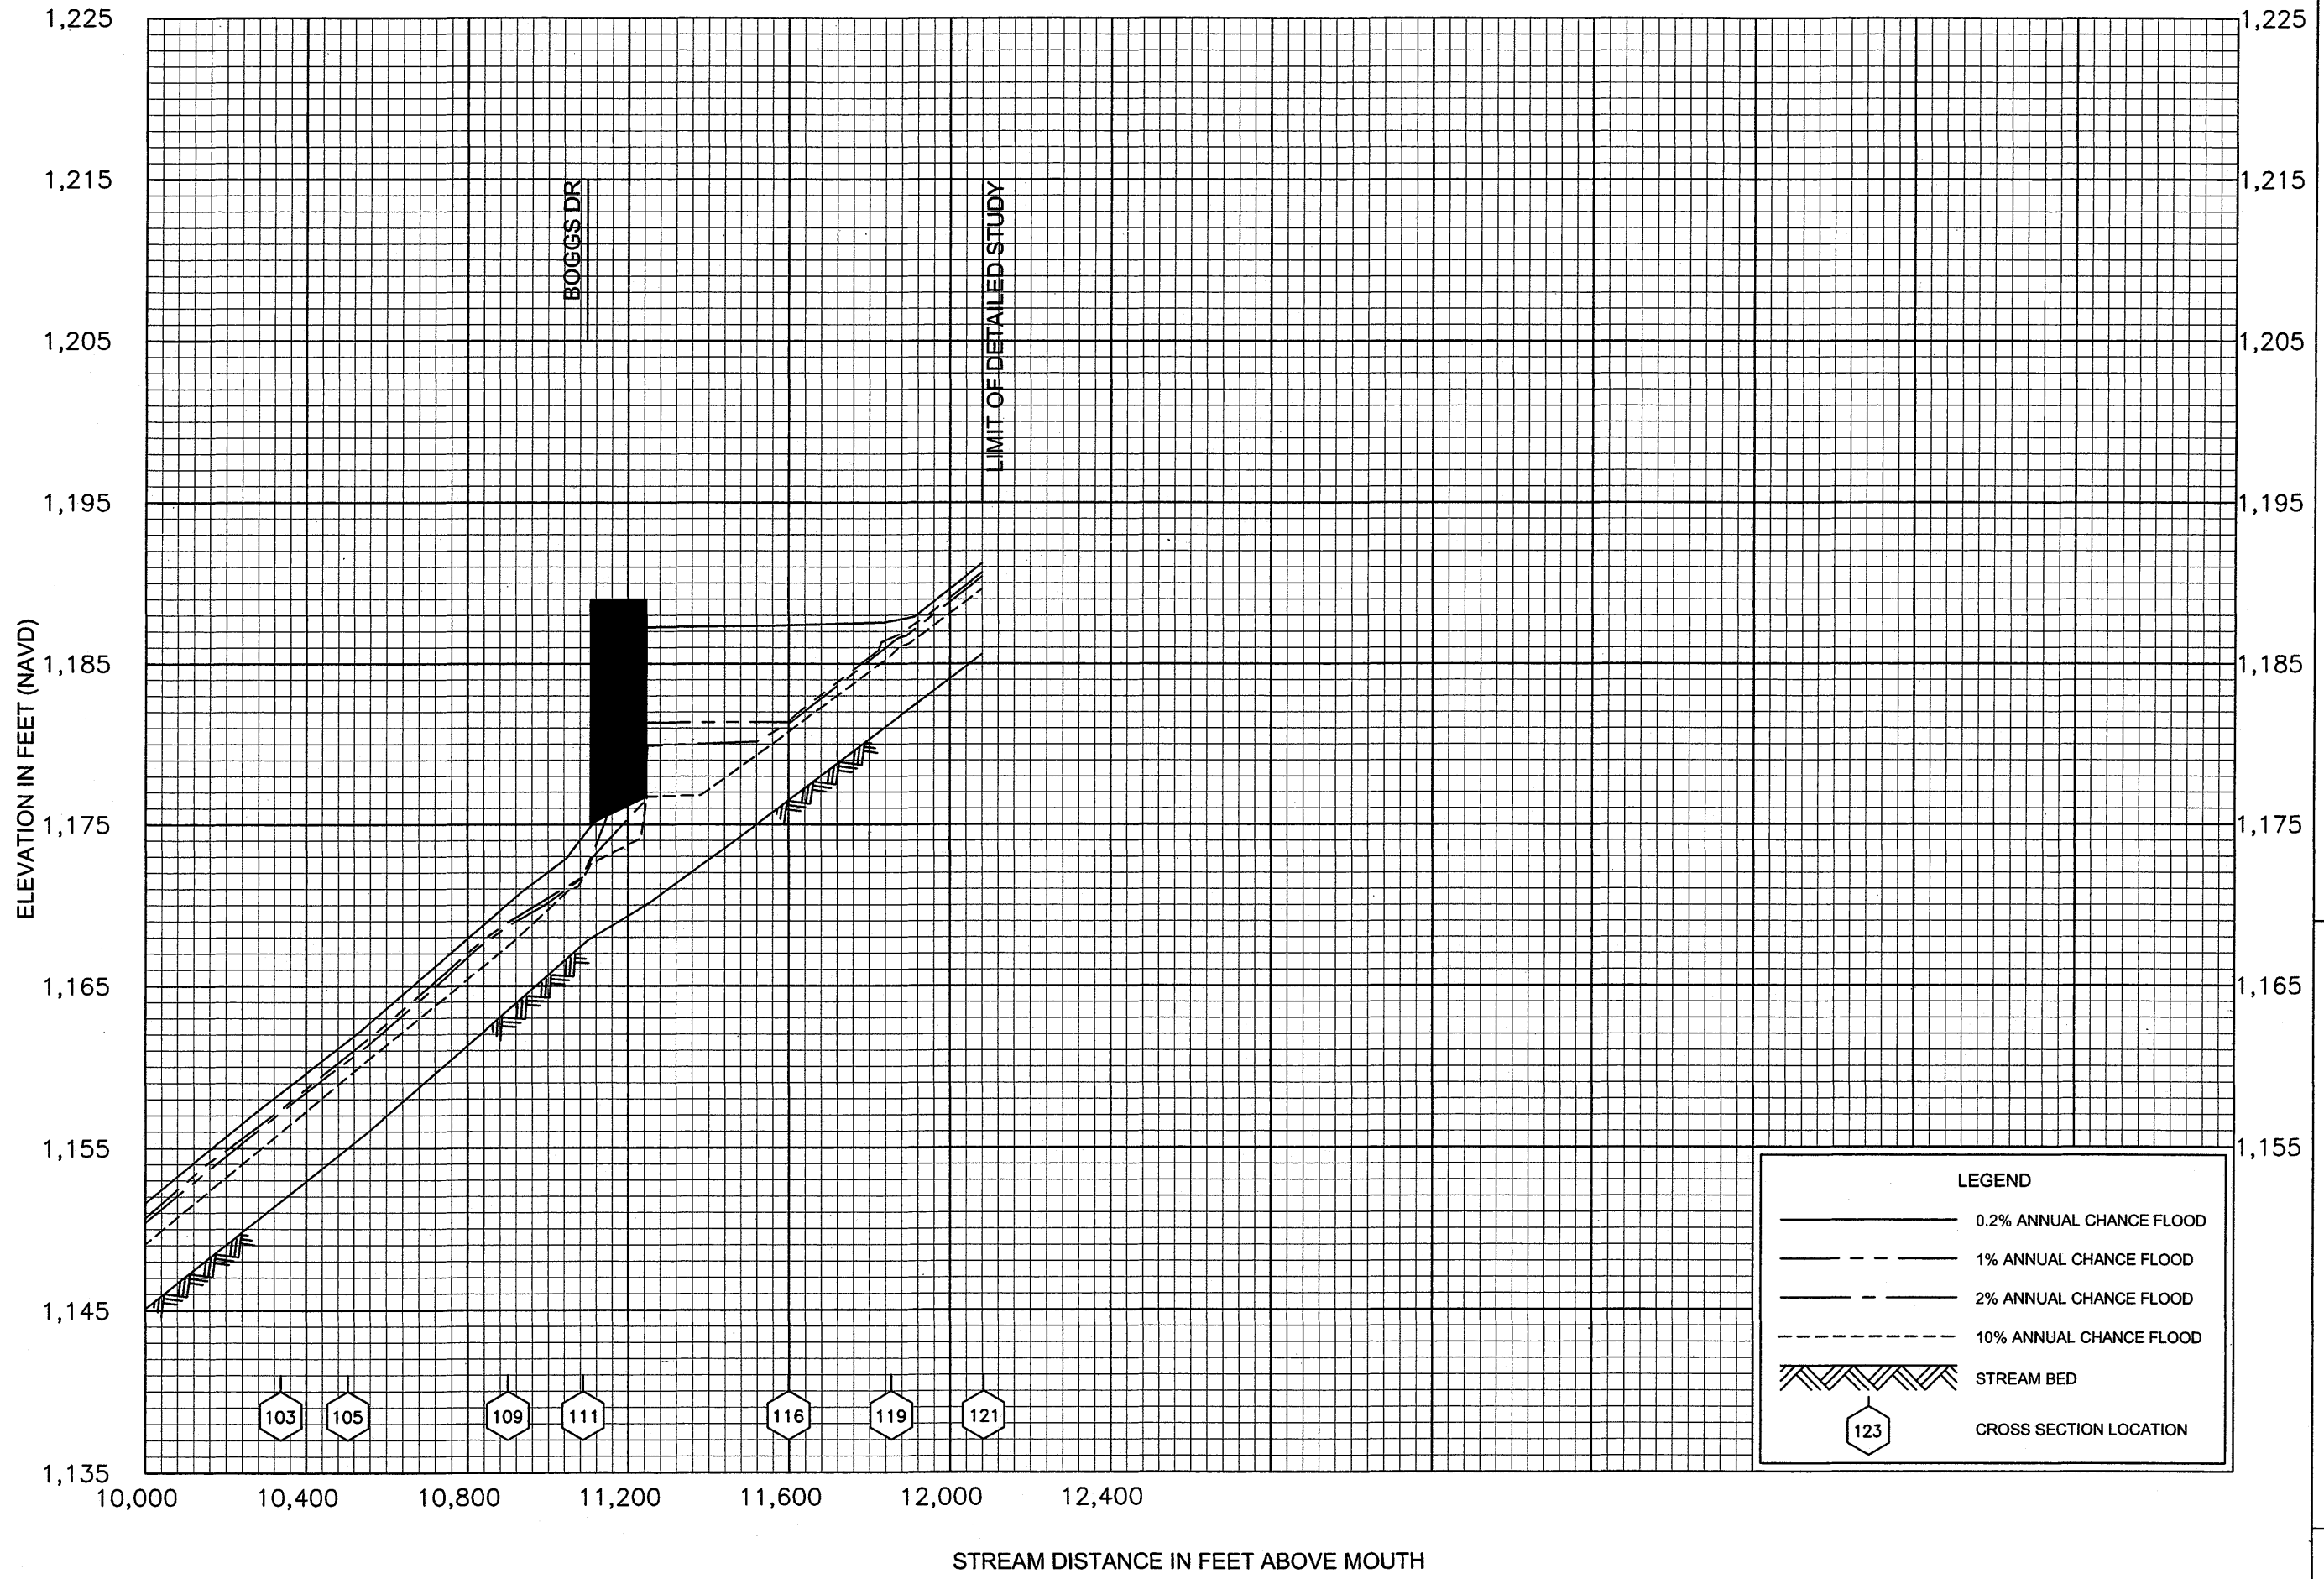 1,225
1,225
1,215
1,215
BOGGS DR
LIMIT OF DETAILED STUDY
1,205
1,205
1,195
1,195
ELEVATION IN FEET (NAVD)
1,185
1,185
1,175
1,175
1,165
1,165
1,155
1,155
LEGEND
0.2% ANNUAL CHANCE FLOOD
1% ANNUAL CHANCE FLOOD
2% ANNUAL CHANCE FLOOD
10% ANNUAL CHANCE FLOOD
STREAM BED
123 CROSS SECTION LOCATION
1,145
103 105 109 111 116 119 121
1,135
10,000 10,400 10,800 11,200 11,600 12,000 12,400
STREAM DISTANCE IN FEET ABOVE MOUTH